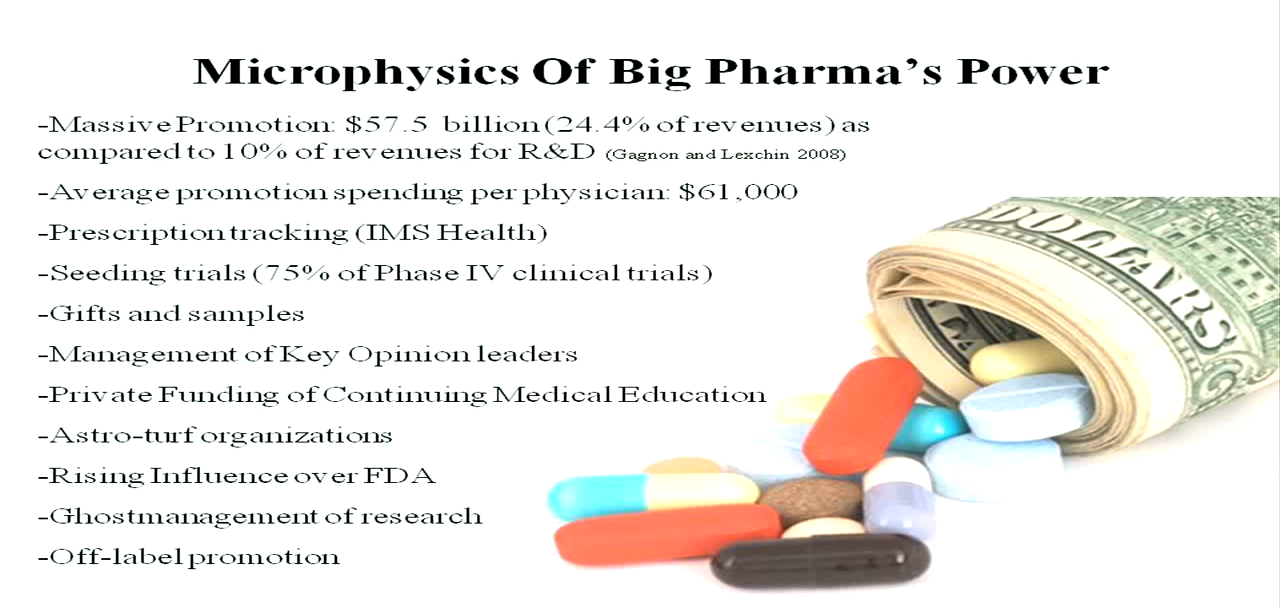 Microphysics Of Big Pharma's Power
-Massive Promotion: $57.5 billion (24.4% of revenues) as
compared to 10% of revenues for R&D (Gagnon and Lexchin 2008)
-Average promotion spending per physician: $61,000
-Prescription tracking (IMS Health)
-Seeding trials (75% of Phase IV clinical trials)
-Gifts and samples
-Management of Key Opinion leaders
-Private Funding of Continuing Medical Education
-Astro-turf organizations
-Rising Influence over FDA
-Ghostmanagement of research
-Off-label promotion
DOLLARS